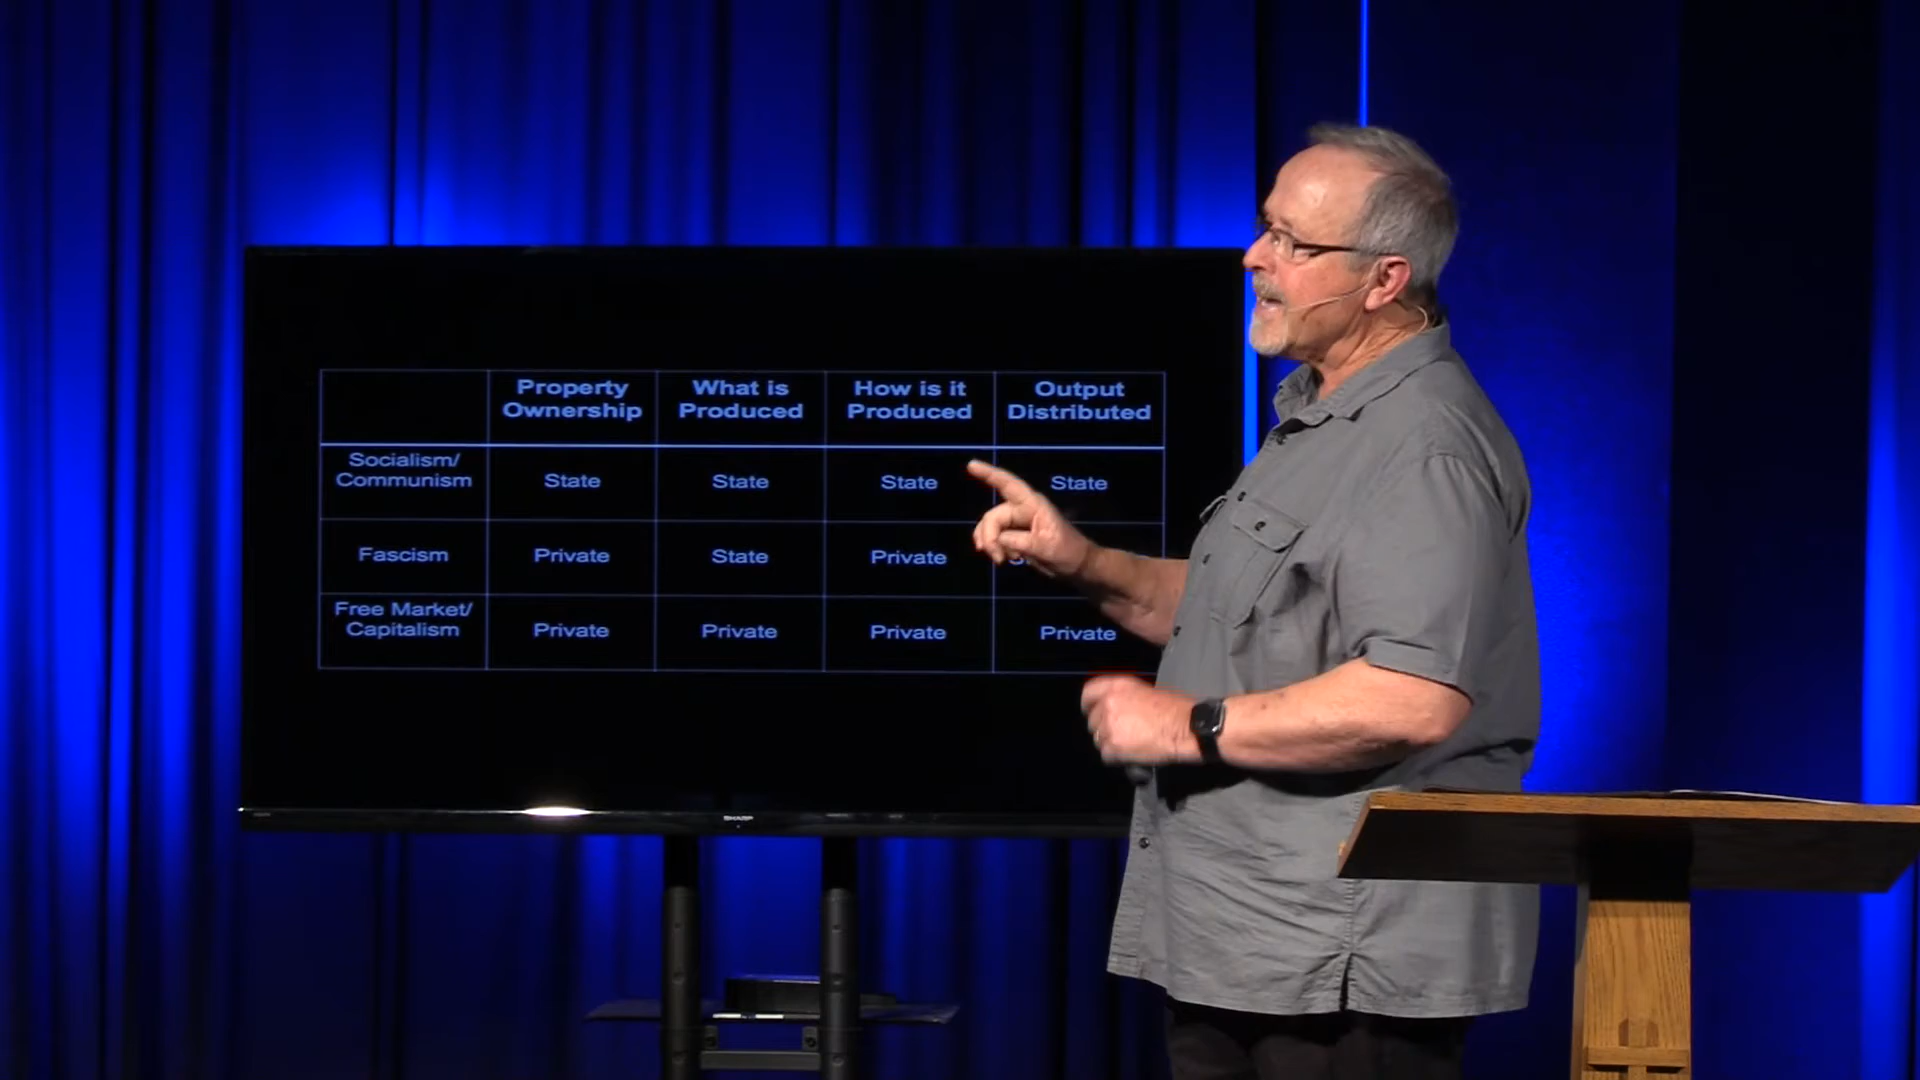 Property What is How is it Output
Ownership Produced Produced Distributed
Socialism/
Communism State State State State
Fascism Private State Private
Free Market/
Capitalism Private Private Private Private
SHARP